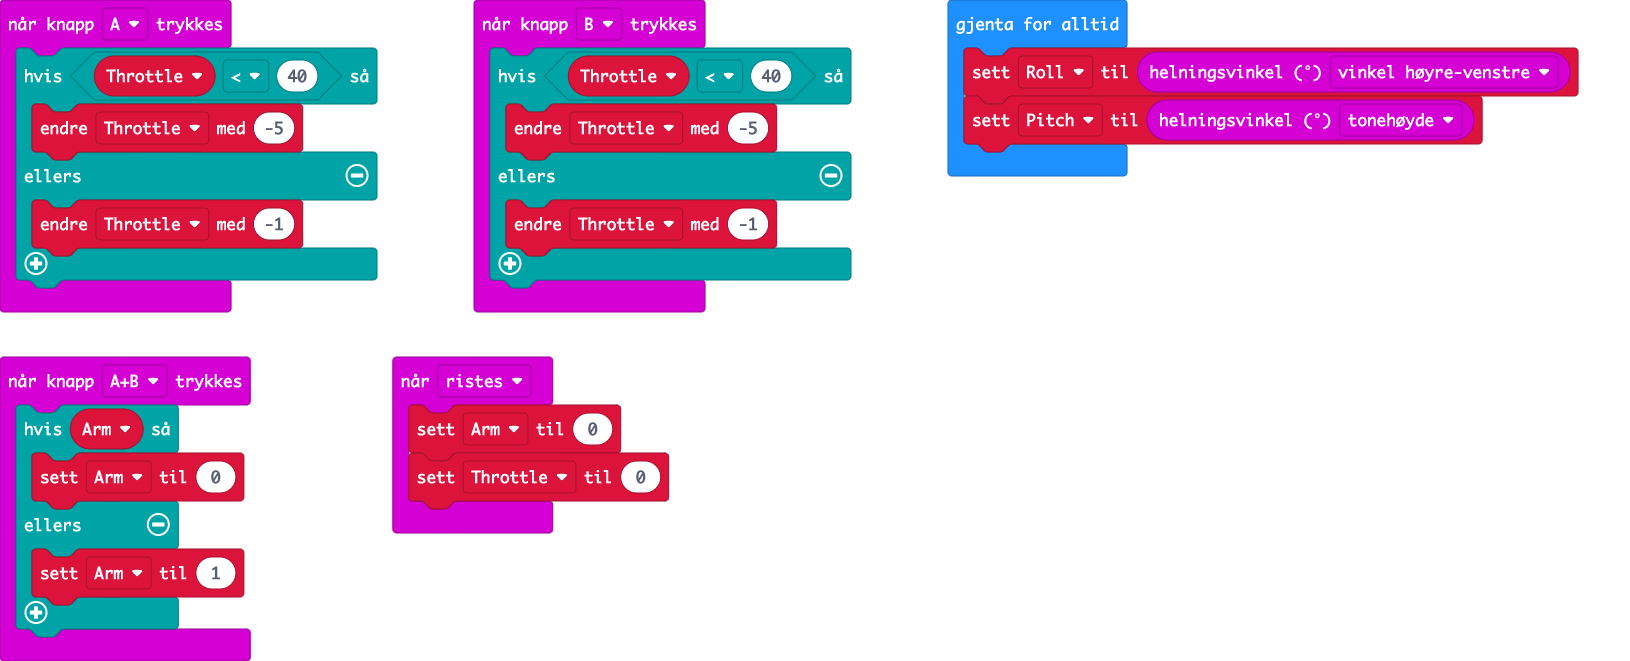 når knapp A trykkes
hvis Throttle < 40 så
endre Throttle med -5
ellers
endre Throttle med -1
når knapp B trykkes
hvis Throttle < 40 så
endre Throttle med -5
ellers
endre Throttle med -1
gjenta for alltid
sett Roll til helningsvinkel (°) vinkel høyre-venstre
sett Pitch til helningsvinkel (°) tonehøyde
når knapp A+B trykkes
hvis Arm så
sett Arm til 0
ellers
sett Arm til 1
når ristes
sett Arm til 0
sett Throttle til 0